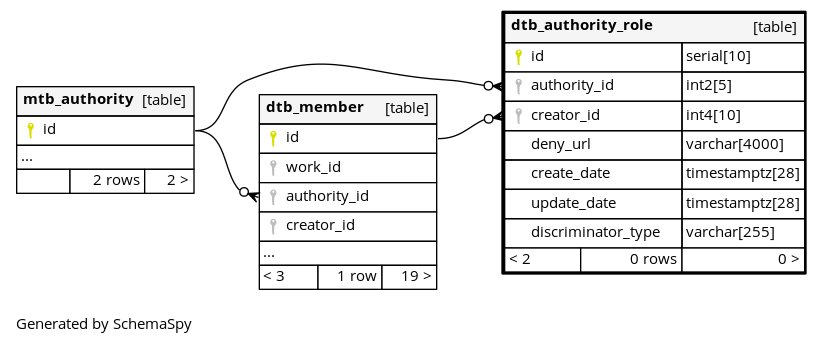 mtb_authority [table]
id
...
2 rows 2 >
dtb_member [table]
id
work_id
authority_id
creator_id
...
< 3 1 row 19 >
dtb_authority_role [table]
id serial[10]
authority_id int2[5]
creator_id int4[10]
deny_url varchar[4000]
create_date timestamptz[28]
update_date timestamptz[28]
discriminator_type varchar[255]
< 2 0 rows 0 >
Generated by SchemaSpy